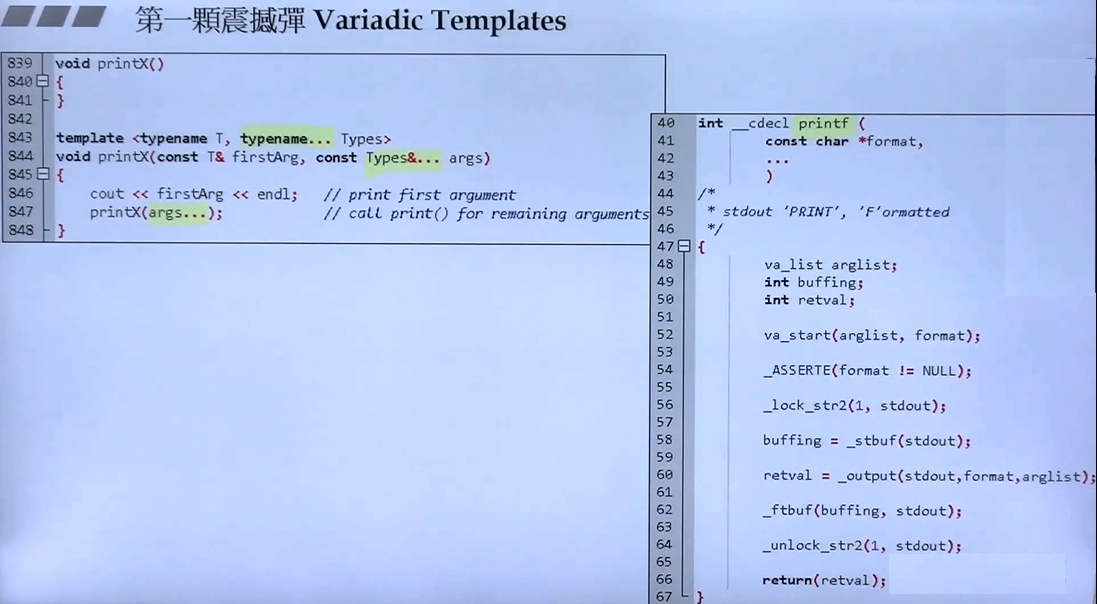 第一顆震撼彈 Variadic Templates
839 void printX()
840 {
841 }
842
843 template <typename T, typename... Types>
844 void printX(const T& firstArg, const Types&... args)
845 {
846 cout << firstArg << endl; // print first argument
847 printX(args...); // call print() for remaining arguments
848 }
40 int __cdecl printf (
41 const char *format,
42 ...
43 )
44 /*
45 * stdout 'PRINT', 'F'ormatted
46 */
47 {
48 va_list arglist;
49 int buffing;
50 int retval;
51
52 va_start(arglist, format);
53
54 _ASSERTE(format != NULL);
55
56 _lock_str2(1, stdout);
57
58 buffing = _stbuf(stdout);
59
60 retval = _output(stdout,format,arglist);
61
62 _ftbuf(buffing, stdout);
63
64 _unlock_str2(1, stdout);
65
66 return(retval);
67 }